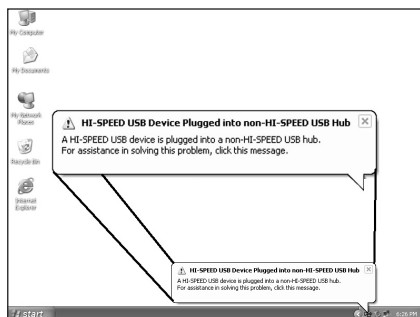 My Computer
My Documents
My Network
Places
Recycle Bin
Internet
Explorer
HI-SPEED USB Device Plugged into non-HI-SPEED USB Hub
A HI-SPEED USB device is plugged into a non-HI-SPEED USB hub.
For assistance in solving this problem, click this message.
HI-SPEED USB Device Plugged into non-HI-SPEED USB Hub
A HI-SPEED USB device is plugged into a non-HI-SPEED USB hub.
For assistance in solving this problem, click this message.
start
6:26 PM